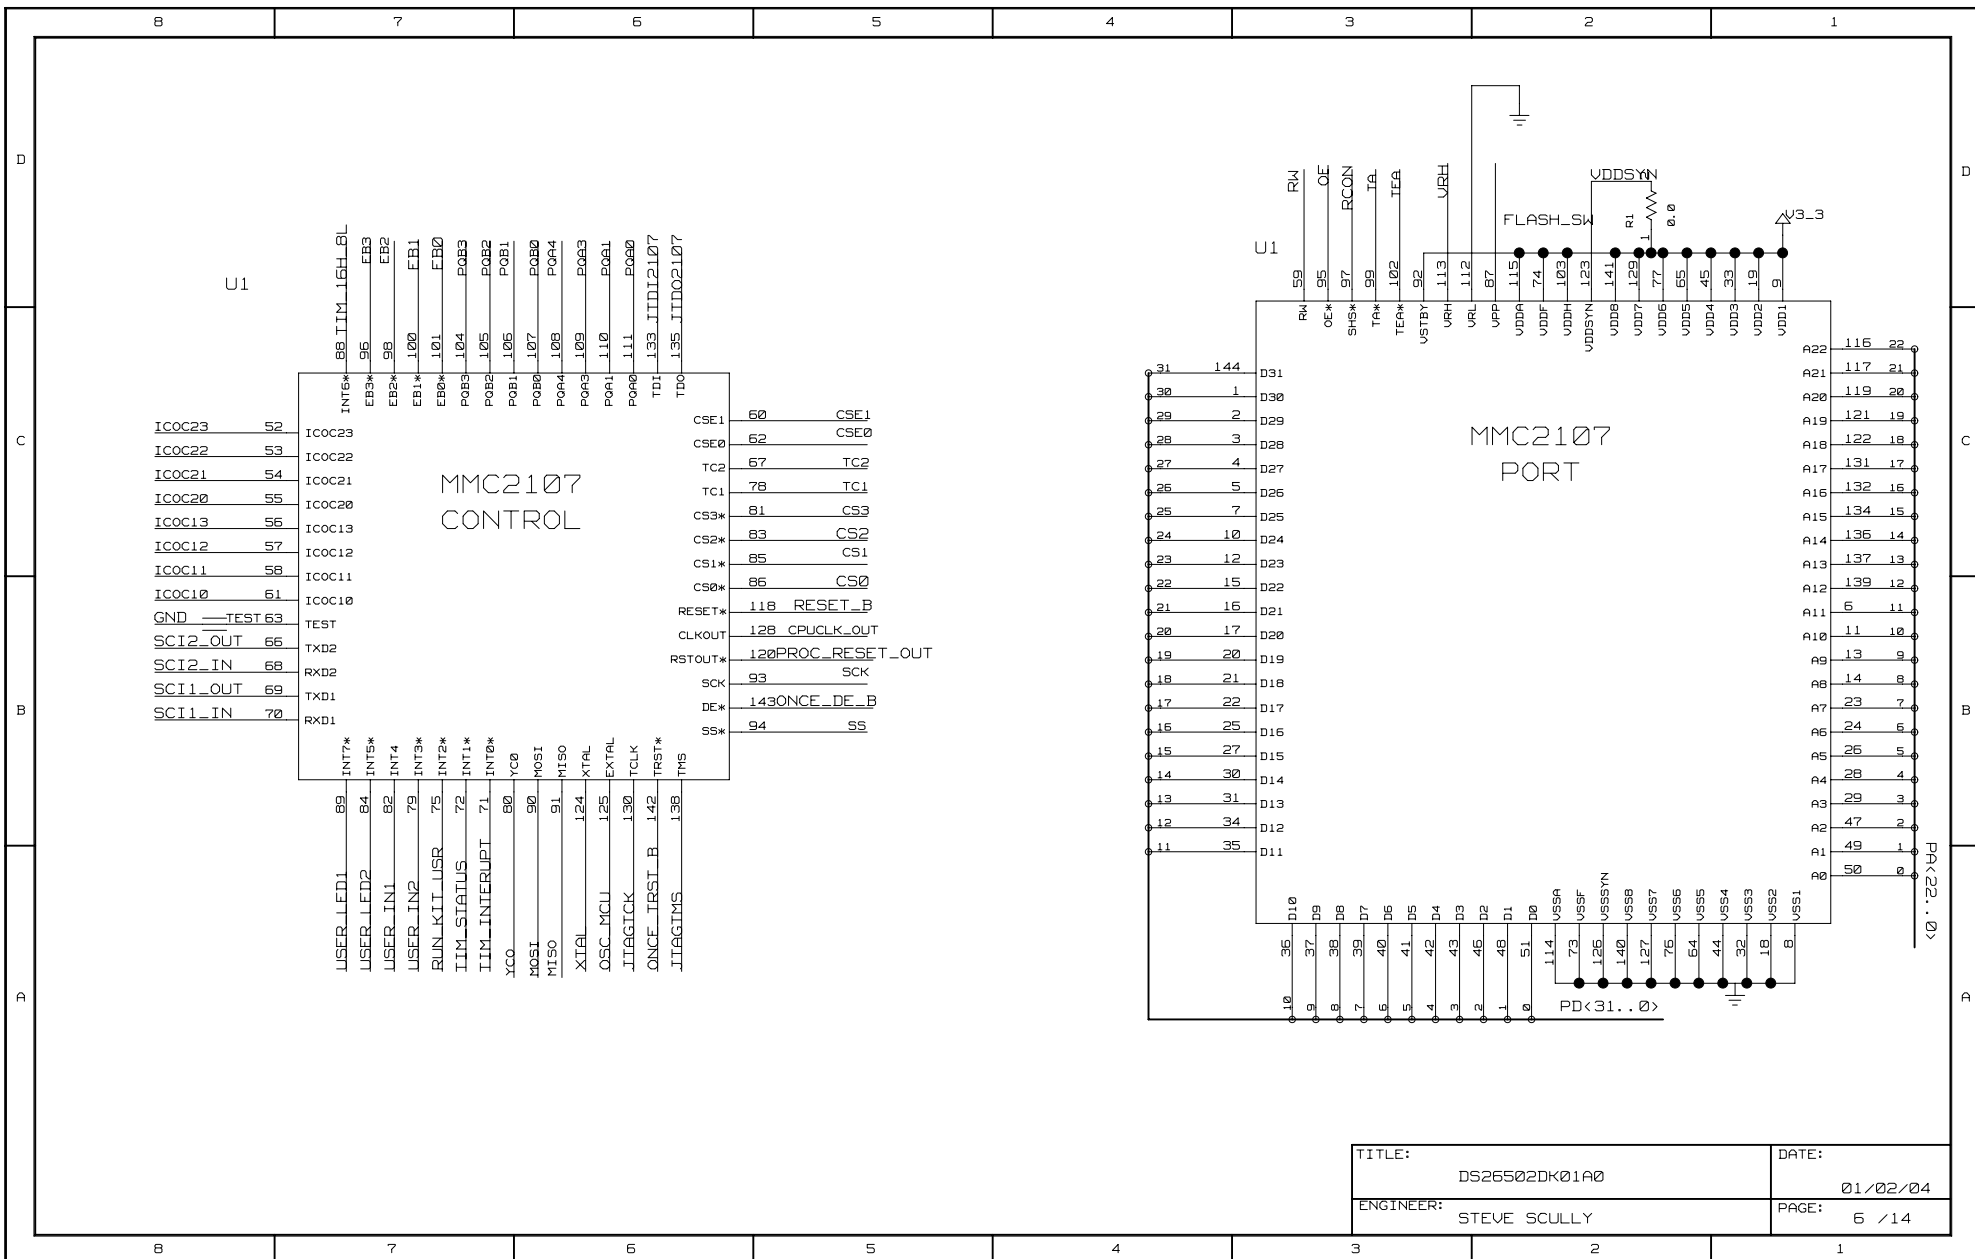 8 7 6 5 4 3 2 1
D
C
B
A
U1
MMC2107
CONTROL
88 TIM_16H_8L INT6*
96 EB3 EB3*
98 EB2 EB2*
100 EB1 EB1*
101 EB0 EB0*
104 PQB3 PQB3
105 PQB2 PQB2
106 PQB1 PQB1
107 PQB0 PQB0
108 PQA4 PQA4
109 PQA3 PQA3
110 PQA1 PQA1
111 PQA0 PQA0
133 JTDI2107 TDI
135 JTDO2107 TDO
ICOC23 52 ICOC23
ICOC22 53 ICOC22
ICOC21 54 ICOC21
ICOC20 55 ICOC20
ICOC13 56 ICOC13
ICOC12 57 ICOC12
ICOC11 58 ICOC11
ICOC10 61 ICOC10
GND TEST 63 TEST
SCI2_OUT 66 TXD2
SCI2_IN 68 RXD2
SCI1_OUT 69 TXD1
SCI1_IN 70 RXD1
CSE1 60 CSE1
CSE0 62 CSE0
TC2 67 TC2
TC1 78 TC1
CS3* 81 CS3
CS2* 83 CS2
CS1* 85 CS1
CS0* 86 CS0
RESET* 118 RESET_B
CLKOUT 128 CPUCLK_OUT
RSTOUT* 120 PROC_RESET_OUT
SCK 93 SCK
DE* 143 ONCE_DE_B
SS* 94 SS
INT7* 89 USER_LED1
INT5* 84 USER_LED2
INT4 82 USER_IN1
INT3* 79 USER_IN2
INT2* 75 RUN_KIT_USR
INT1* 72 TIM_STATUS
INT0* 71 TIM_INTERUPT
YC0 80 YCO
MOSI 90 MOSI
MISO 91 MISO
XTAL 124 XTAL
EXTAL 125 OSC_MCU
TCLK 130 JTAGTCK
TRST* 142 ONCE_TRST_B
TMS 138 JTAGTMS
U1
MMC2107
PORT
RW 59 RW
OE 95 OE*
RCON 97 SHS*
TA 99 TA*
TEA 102 TEA*
92 VSTBY
VRH 113 VRH
112 VRL
87 VPP
FLASH_SW
115 VDDA
74 VDDF
103 VDDH
VDDSYN 123 VDDSYN
R1 0.0 1 2
V3_3
141 VDD8
129 VDD7
77 VDD6
65 VDD5
45 VDD4
33 VDD3
19 VDD2
9 VDD1
31 144 D31
30 1 D30
29 2 D29
28 3 D28
27 4 D27
26 5 D26
25 7 D25
24 10 D24
23 12 D23
22 15 D22
21 16 D21
20 17 D20
19 20 D19
18 21 D18
17 22 D17
16 25 D16
15 27 D15
14 30 D14
13 31 D13
12 34 D12
11 35 D11
A22 116 22
A21 117 21
A20 119 20
A19 121 19
A18 122 18
A17 131 17
A16 132 16
A15 134 15
A14 136 14
A13 137 13
A12 139 12
A11 6 11
A10 11 10
A9 13 9
A8 14 8
A7 23 7
A6 24 6
A5 26 5
A4 28 4
A3 29 3
A2 47 2
A1 49 1
A0 50 0
PA<22..0>
D10 36 10
D9 37 9
D8 38 8
D7 39 7
D6 40 6
D5 41 5
D4 42 4
D3 43 3
D2 46 2
D1 48 1
D0 51 0
VSSA 114
VSSF 73
VSSSYN 126
VSS8 140
VSS7 127
VSS6 76
VSS5 64
VSS4 44
VSS3 32
VSS2 18
VSS1 8
PD<31..0>
D
C
B
A
TITLE:
DS26502DK01A0
DATE:
01/02/04
ENGINEER:
STEVE SCULLY
PAGE:
6 /14
8 7 6 5 4 3 2 1